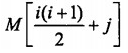 M[i(i+1)/2 + j]